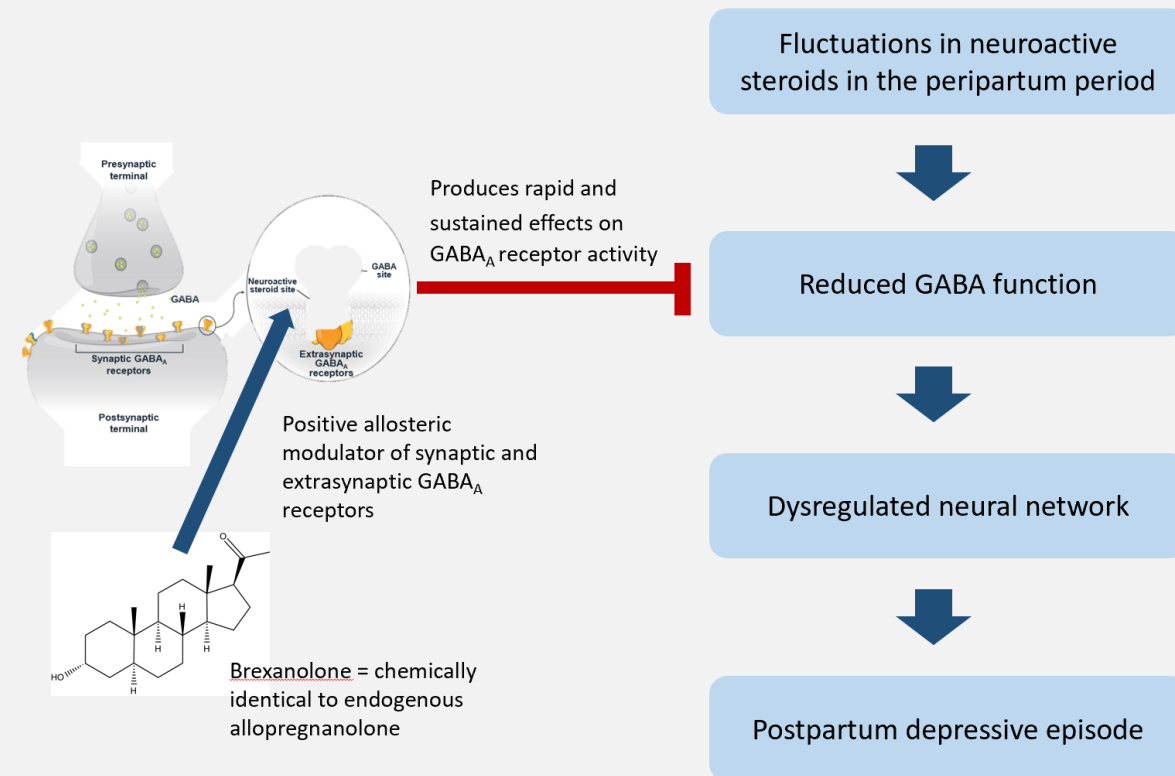 Fluctuations in neuroactive
steroids in the peripartum period
Presynaptic
terminal
GABA
Synaptic GABAA
receptors
Postsynaptic
terminal
Neuroactive
steroid site
GABA
site
Extrasynaptic
GABAA
receptors
Produces rapid and
sustained effects on
GABAA receptor activity
Reduced GABA function
Positive allosteric
modulator of synaptic and
extrasynaptic GABAA
receptors
Dysregulated neural network
O
H
H
H
HO
H
Brexanolone = chemically
identical to endogenous
allopregnanolone
Postpartum depressive episode